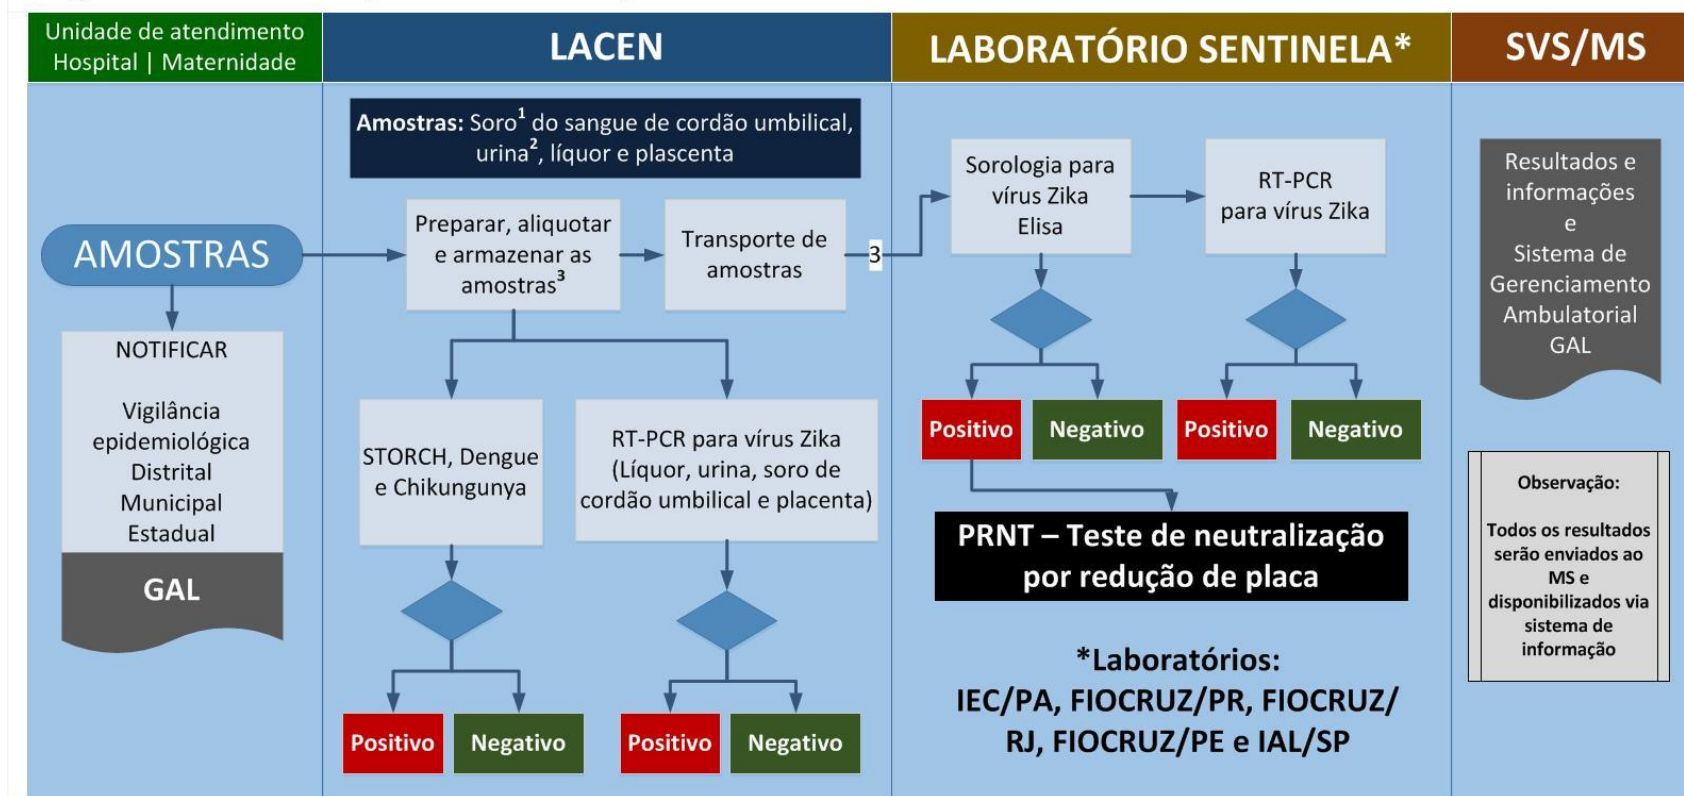 Unidade de atendimento
Hospital | Maternidade
LACEN
LABORATÓRIO SENTINELA*
SVS/MS
AMOSTRAS
NOTIFICAR
Vigilância
epidemiológica
Distrital
Municipal
Estadual
GAL
Amostras: Soro¹ do sangue de cordão umbilical,
urina², líquor e plascenta
Preparar, aliquotar
e armazenar as
amostras³
Transporte de
amostras
3
STORCH, Dengue
e Chikungunya
RT-PCR para vírus Zika
(Líquor, urina, soro de
cordão umbilical e placenta)
Positivo
Negativo
Positivo
Negativo
Sorologia para
vírus Zika
Elisa
RT-PCR
para vírus Zika
Positivo
Negativo
Positivo
Negativo
PRNT – Teste de neutralização
por redução de placa
*Laboratórios:
IEC/PA, FIOCRUZ/PR, FIOCRUZ/
RJ, FIOCRUZ/PE e IAL/SP
Resultados e
informações
e
Sistema de
Gerenciamento
Ambulatorial
GAL
Observação:
Todos os resultados
serão enviados ao
MS e
disponibilizados via
sistema de
informação